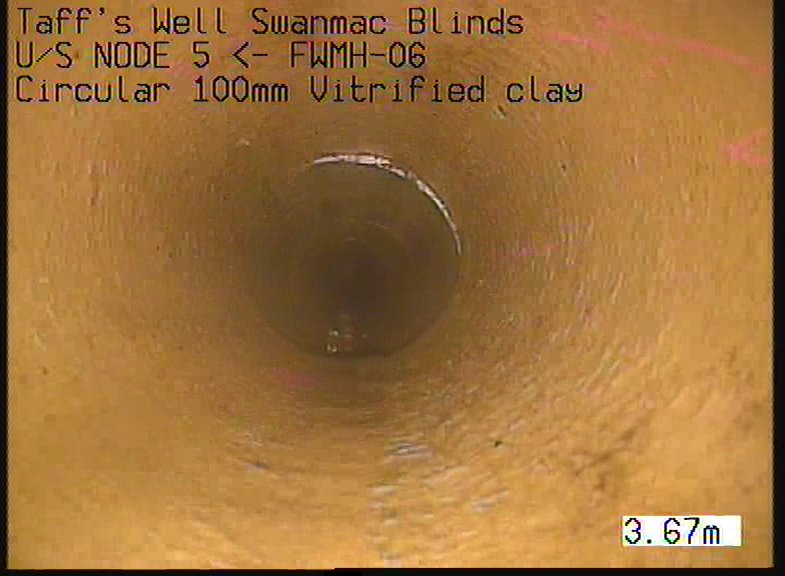 Taff's Well Swanmac Blinds
U/S NODE 5 <- FWMH-06
Circular 100mm Vitrified clay
3.67m